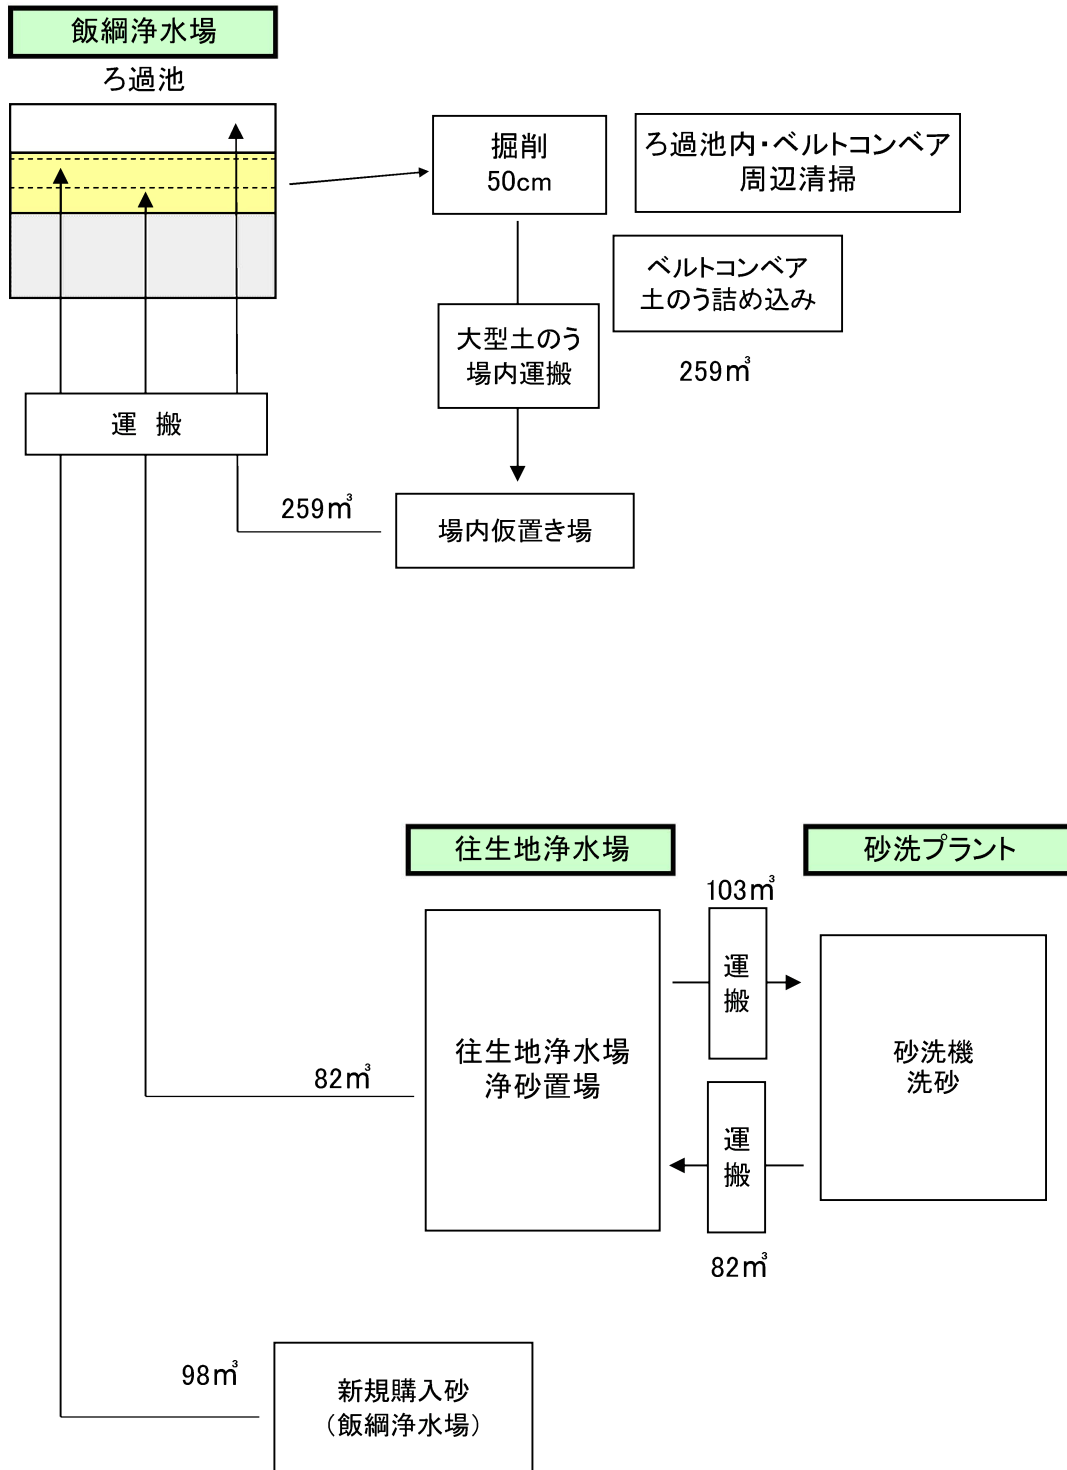 飯綱浄水場
ろ過池
掘削
50cm
ろ過池内・ベルトコンベア
周辺清掃
ベルトコンベア
土のう詰め込み
大型土のう
場内運搬
259㎥
運 搬
259㎥
場内仮置き場
往生地浄水場
砂洗プラント
103㎥
運
搬
往生地浄水場
浄砂置場
砂洗機
洗砂
82㎥
運
搬
82㎥
98㎥
新規購入砂
（飯綱浄水場）